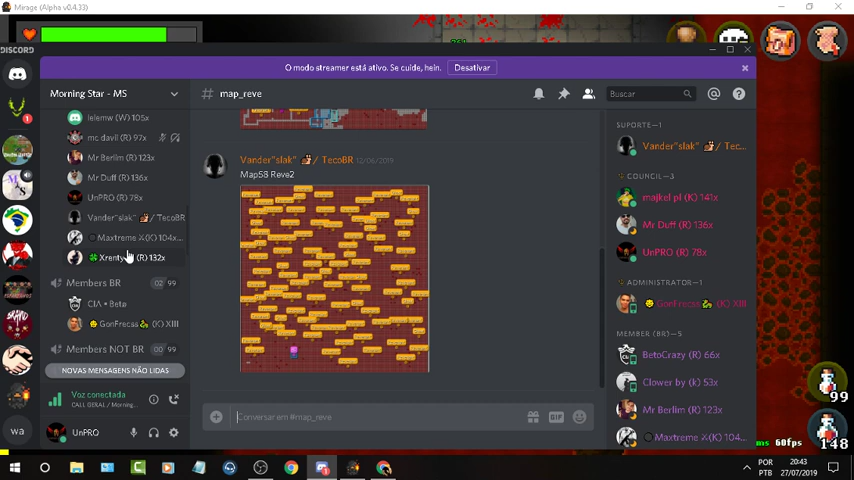 Mirage (Alpha v0.4.33)
DISCORD
O modo streamer está ativo. Se cuide, hein.
Desativar
Morning Star - MS
# map_reve
Buscar
lelemw (W) 105x
mc davil (R) 97x
Mr Berlim (R) 123x
Mr Duff (R) 136x
UnPRO (R) 78x
Vander"slak" / TecoBR
Maxtreme (K) 104x...
Xrenty (R) 132x
Members BR
02 99
CIA • Beto
GonFrecss (K) XIII
Members NOT BR
00 99
NOVAS MENSAGENS NÃO LIDAS
Voz conectada
CALL GERAL / Morning...
UnPRO
wa
1
Vander"slak" / TecoBR 12/06/2019
Map58 Reve2
Conversar em #map_reve
GIF
SUPORTE—1
Vander"slak" / Tec...
COUNCIL—3
majkel pl (K) 141x
Mr Duff (R) 136x
UnPRO (R) 78x
ADMINISTRATOR—1
GonFrecss (K) XIII
MEMBER (BR)—5
BetoCrazy (R) 66x
Clower by (k) 53x
Mr Berlim (R) 123x
Maxtreme (K) 104...
99
148
ms 60fps
POR
PTB
20:43
27/07/2019